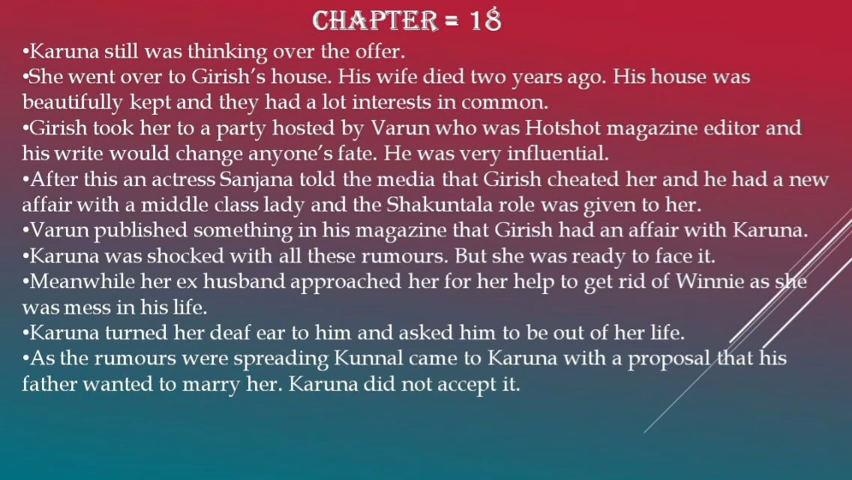 CHAPTER = 18
•Karuna still was thinking over the offer.
•She went over to Girish's house. His wife died two years ago. His house was
beautifully kept and they had a lot interests in common.
•Girish took her to a party hosted by Varun who was Hotshot magazine editor and
his write would change anyone's fate. He was very influential.
•After this an actress Sanjana told the media that Girish cheated her and he had a new
affair with a middle class lady and the Shakuntala role was given to her.
•Varun published something in his magazine that Girish had an affair with Karuna.
•Karuna was shocked with all these rumours. But she was ready to face it.
•Meanwhile her ex husband approached her for her help to get rid of Winnie as she
was mess in his life.
•Karuna turned her deaf ear to him and asked him to be out of her life.
•As the rumours were spreading Kunnal came to Karuna with a proposal that his
father wanted to marry her. Karuna did not accept it.